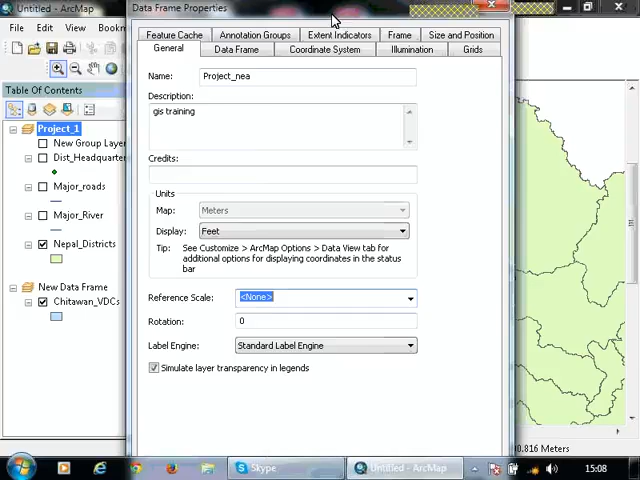 Untitled - ArcMap
Data Frame Properties
File Edit View Bookm
Feature Cache Annotation Groups Extent Indicators Frame Size and Position
General Data Frame Coordinate System Illumination Grids
Table Of Contents
Project_1
New Group Layer
Dist_Headquarter
Major_roads
Major_River
Nepal_Districts
New Data Frame
Chitawan_VDCs
Name: Project_nea
Description:
gis training
Credits:
Units
Map: Meters
Display: Feet
Tip: See Customize > ArcMap Options > Data View tab for
additional options for displaying coordinates in the status
bar
Reference Scale: <None>
Rotation: 0
Label Engine: Standard Label Engine
Simulate layer transparency in legends
0.816 Meters
Skype
Untitled - ArcMap
15:08